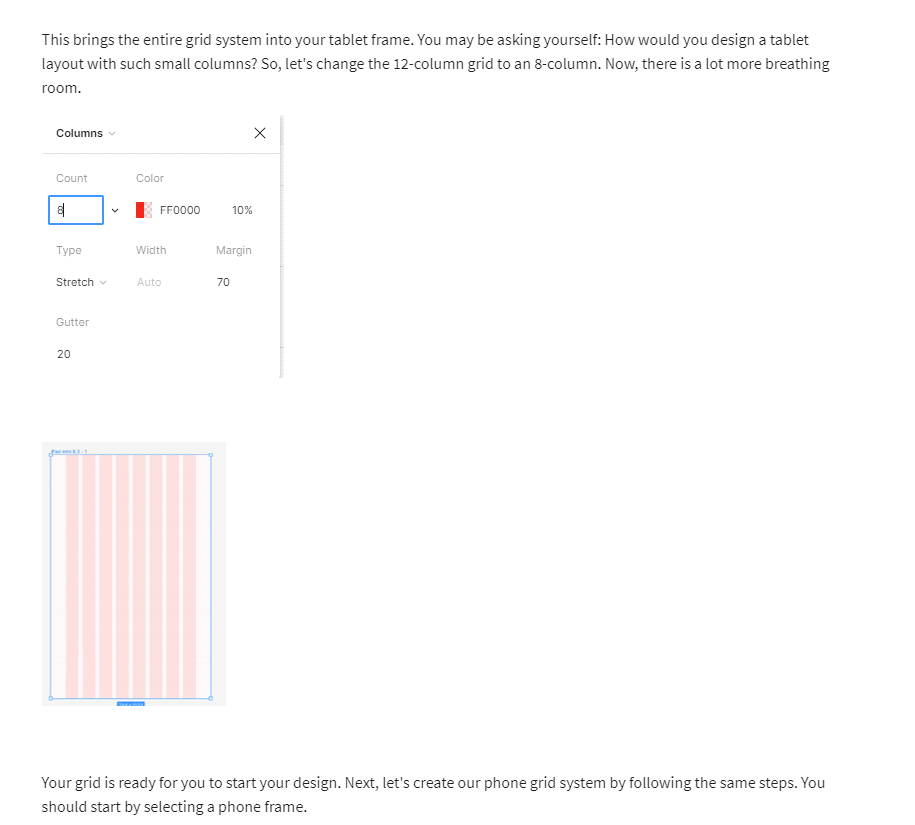 This brings the entire grid system into your tablet frame. You may be asking yourself: How would you design a tablet
layout with such small columns? So, let's change the 12-column grid to an 8-column. Now, there is a lot more breathing
room.
Columns
Count Color
8 FF0000 10%
Type Width Margin
Stretch Auto 70
Gutter
20
Your grid is ready for you to start your design. Next, let's create our phone grid system by following the same steps. You
should start by selecting a phone frame.